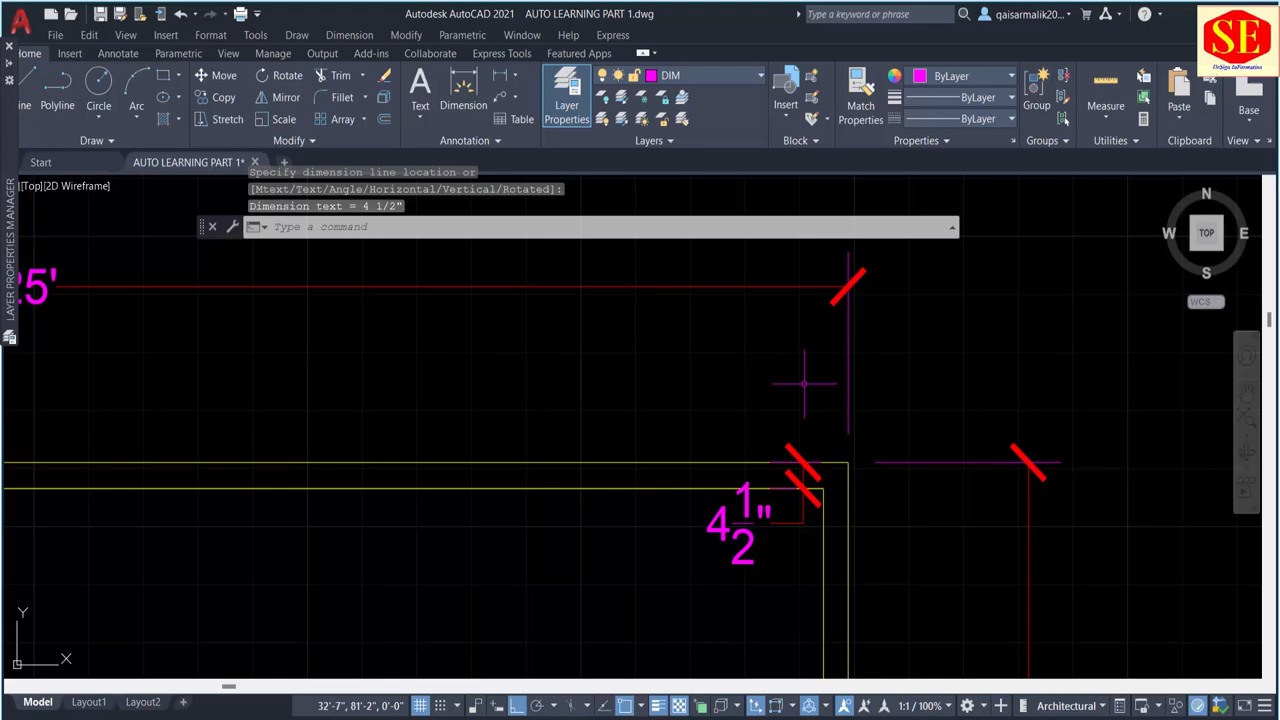 Autodesk AutoCAD 2021 AUTO LEARNING PART 1.dwg
Type a keyword or phrase
qaisarmalik20...
SE
DeSign InFormation
File Edit View Insert Format Tools Draw Dimension Modify Parametric Window Help Express
Home Insert Annotate Parametric View Manage Output Add-ins Collaborate Express Tools Featured Apps
Move Rotate Trim
Copy Mirror Fillet
Stretch Scale Array
Polyline Circle Arc
Text Dimension Table
Layer Properties
DIM
Insert
Match Properties
ByLayer
ByLayer
ByLayer
Group
Measure
Paste
Base
Draw Modify Annotation Layers Block Properties Groups Utilities Clipboard View
Start AUTO LEARNING PART 1*
[Top][2D Wireframe]
Specify dimension line location or
[Mtext/Text/Angle/Horizontal/Vertical/Rotated]:
Dimension text = 4 1/2"
Type a command
LAYER PROPERTIES MANAGER
N
W TOP E
S
WCS
25'
4 1/2"
Y
X
Model Layout1 Layout2
32'-7", 81'-2", 0'-0"
1:1 / 100%
Architectural